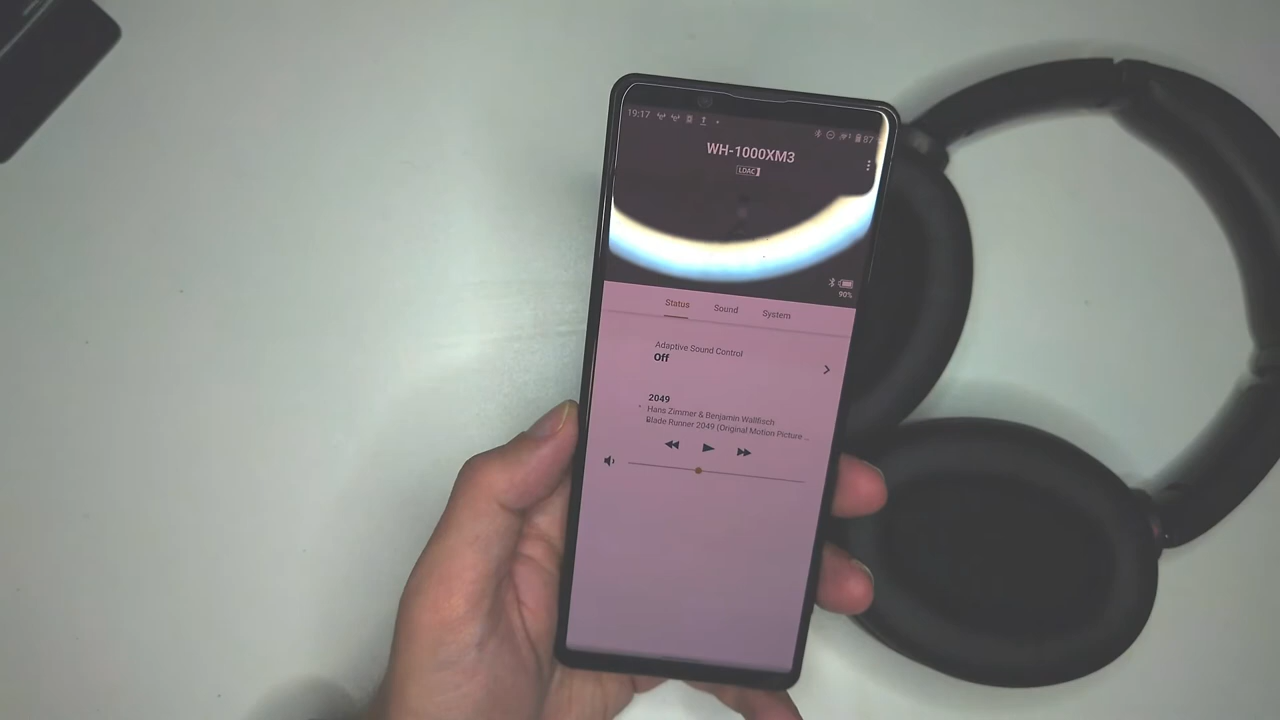 19:17
87
WH-1000XM3
LDAC
90%
Status Sound System
Adaptive Sound Control
Off
2049
Hans Zimmer & Benjamin Wallfisch
Blade Runner 2049 (Original Motion Picture ...